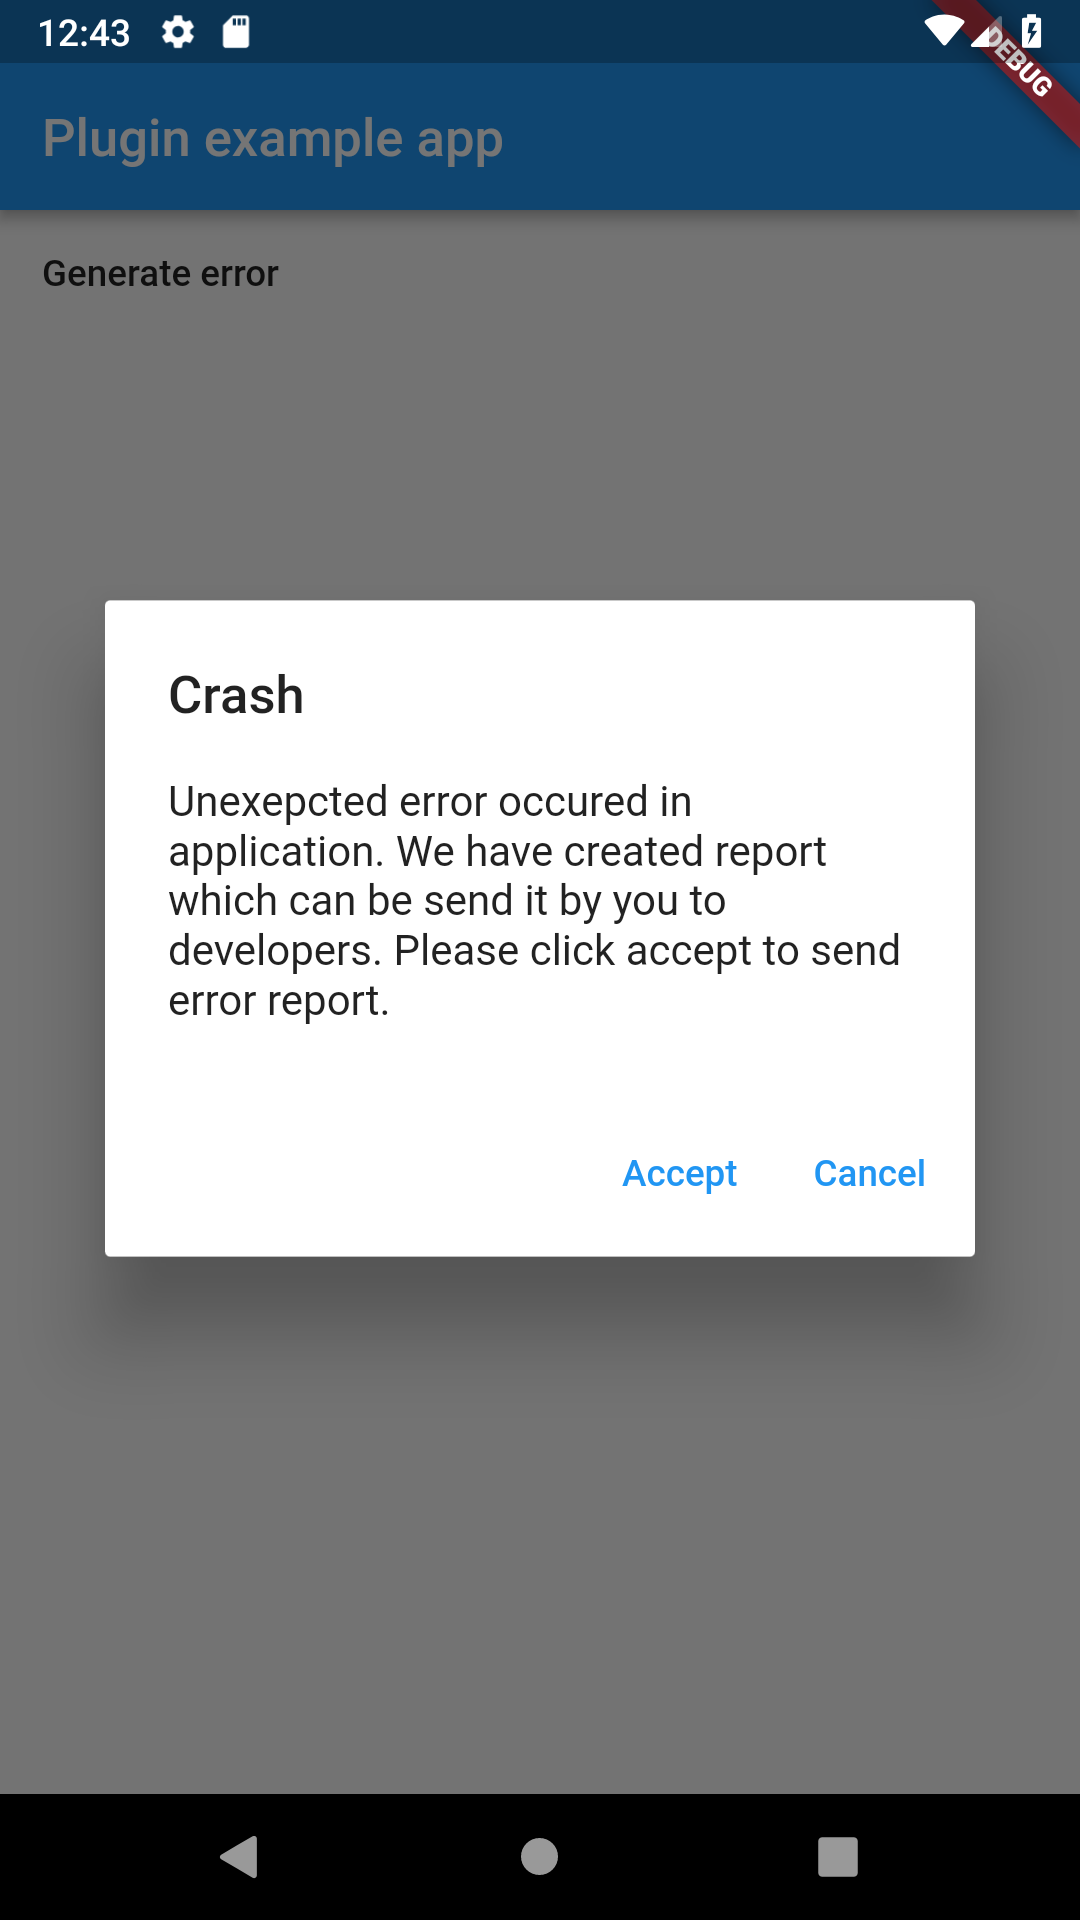 12:43
DEBUG
Plugin example app
Generate error
Crash
Unexepcted error occured in
application. We have created report
which can be send it by you to
developers. Please click accept to send
error report.
Accept Cancel